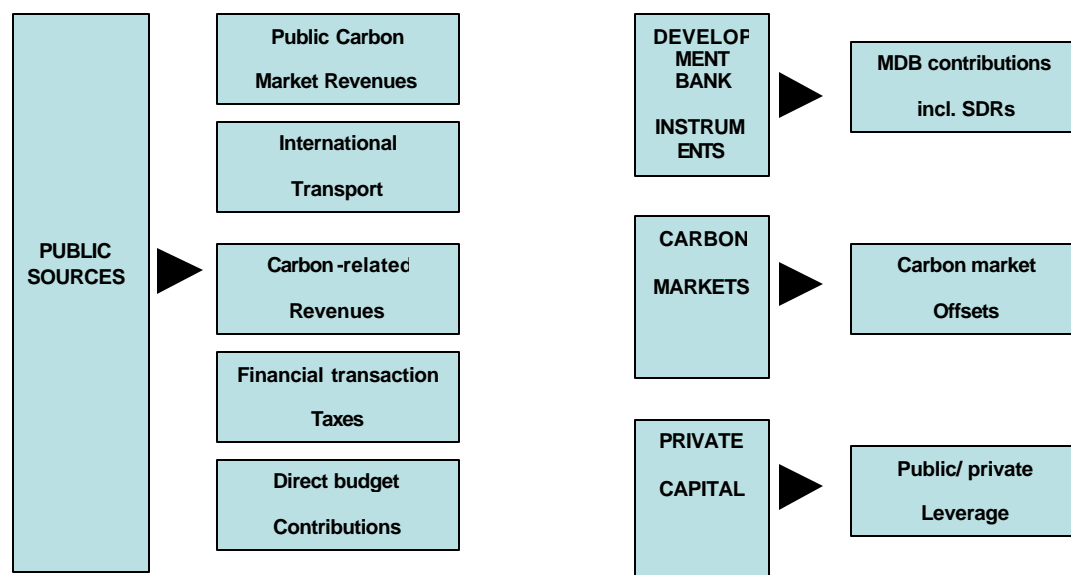 PUBLIC
SOURCES
Public Carbon
Market Revenues
International
Transport
Carbon-related
Revenues
Financial transaction
Taxes
Direct budget
Contributions
DEVELOP
MENT
BANK
INSTRUM
ENTS
MDB contributions
incl. SDRs
CARBON
MARKETS
Carbon market
Offsets
PRIVATE
CAPITAL
Public/ private
Leverage